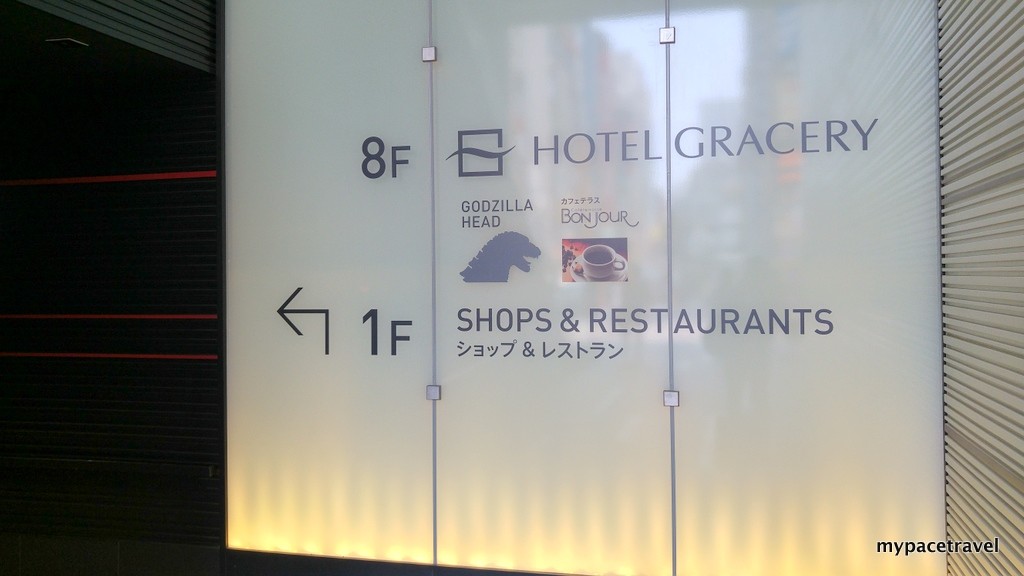 8F HOTEL GRACERY
GODZILLA
HEAD
カフェテラス
BONJOUR
1F SHOPS & RESTAURANTS
ショップ & レストラン
mypacetravel